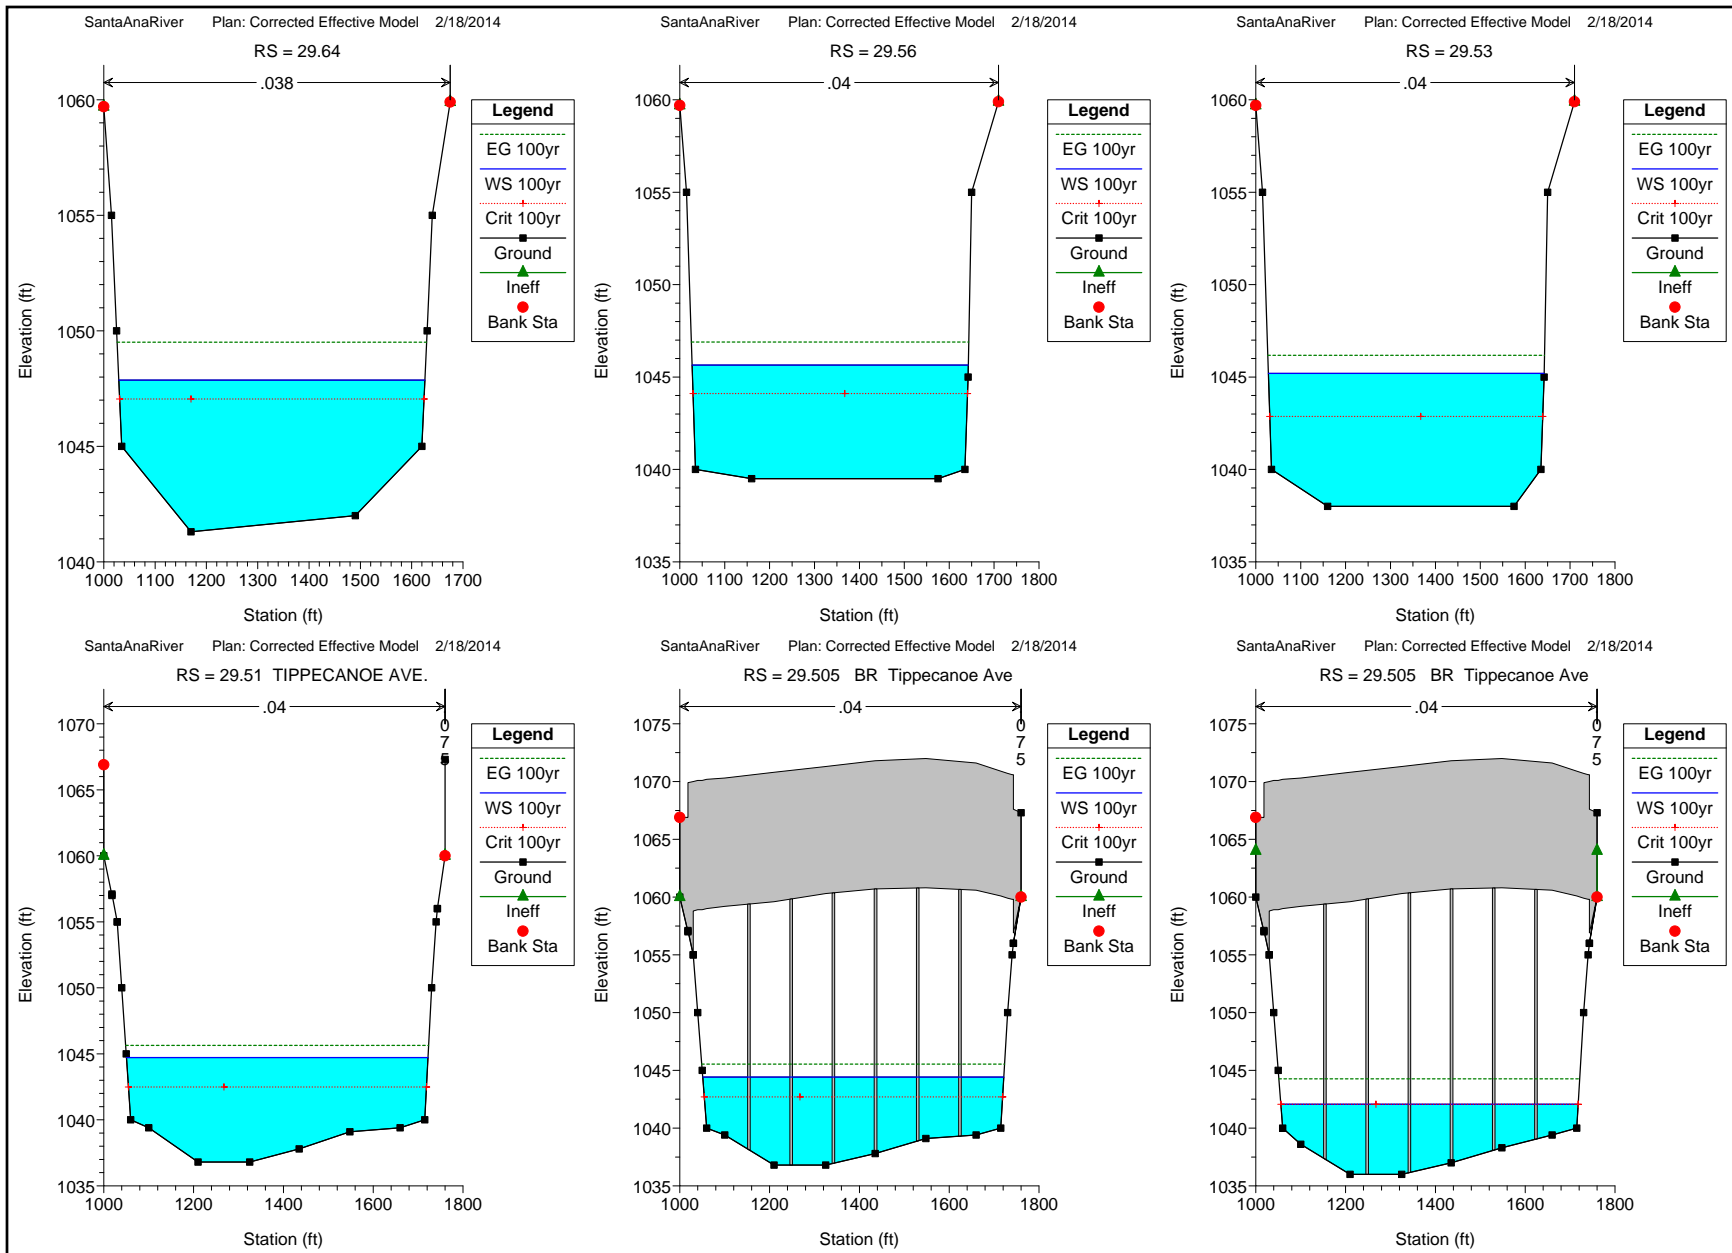 SantaAnaRiver Plan: Corrected Effective Model 2/18/2014
RS = 29.64
.038
Legend
EG 100yr
WS 100yr
Crit 100yr
Ground
Ineff
Bank Sta
1060
1055
1050
1045
1040
Elevation (ft)
1000 1100 1200 1300 1400 1500 1600 1700
Station (ft)
SantaAnaRiver Plan: Corrected Effective Model 2/18/2014
RS = 29.56
.04
Legend
EG 100yr
WS 100yr
Crit 100yr
Ground
Ineff
Bank Sta
1060
1055
1050
1045
1040
1035
Elevation (ft)
1000 1100 1200 1300 1400 1500 1600 1700 1800
Station (ft)
SantaAnaRiver Plan: Corrected Effective Model 2/18/2014
RS = 29.53
.04
Legend
EG 100yr
WS 100yr
Crit 100yr
Ground
Ineff
Bank Sta
1060
1055
1050
1045
1040
1035
Elevation (ft)
1000 1100 1200 1300 1400 1500 1600 1700 1800
Station (ft)
SantaAnaRiver Plan: Corrected Effective Model 2/18/2014
RS = 29.51 TIPPECANOE AVE.
.04
0
7
5
Legend
EG 100yr
WS 100yr
Crit 100yr
Ground
Ineff
Bank Sta
1070
1065
1060
1055
1050
1045
1040
1035
Elevation (ft)
1000 1200 1400 1600 1800
Station (ft)
SantaAnaRiver Plan: Corrected Effective Model 2/18/2014
RS = 29.505 BR Tippecanoe Ave
.04
0
7
5
Legend
EG 100yr
WS 100yr
Crit 100yr
Ground
Ineff
Bank Sta
1075
1070
1065
1060
1055
1050
1045
1040
1035
Elevation (ft)
1000 1200 1400 1600 1800
Station (ft)
SantaAnaRiver Plan: Corrected Effective Model 2/18/2014
RS = 29.505 BR Tippecanoe Ave
.04
0
7
5
Legend
EG 100yr
WS 100yr
Crit 100yr
Ground
Ineff
Bank Sta
1075
1070
1065
1060
1055
1050
1045
1040
1035
Elevation (ft)
1000 1200 1400 1600 1800
Station (ft)